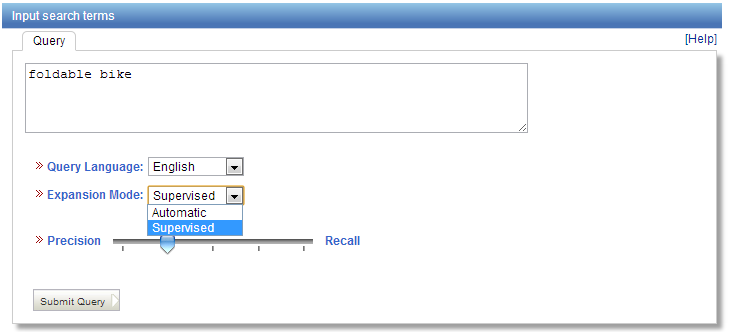 Input search terms
Query
[Help]
foldable bike
Query Language: English
Expansion Mode: Supervised
Automatic
Supervised
Precision Recall
Submit Query